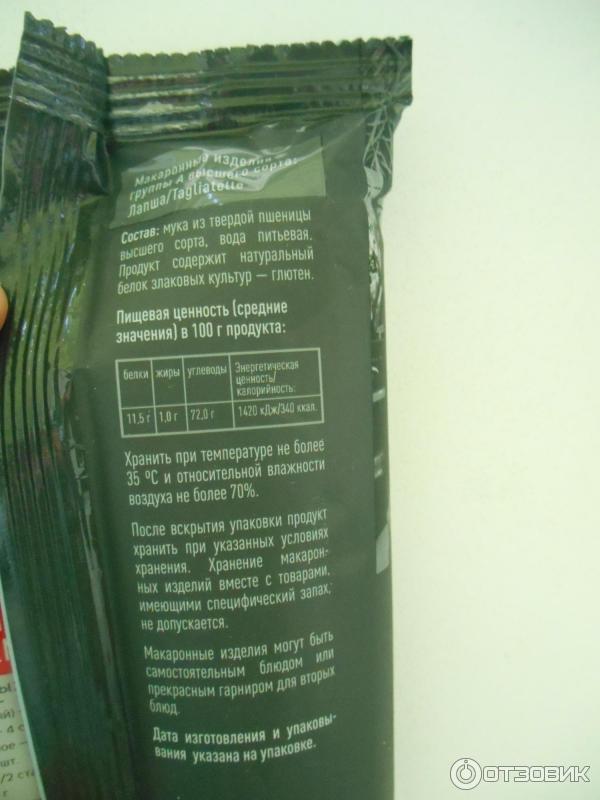 Макаронные изделия
группы А высшего сорта:
Лапша/Tagliatelle
Состав: мука из твердой пшеницы
высшего сорта, вода питьевая.
Продукт содержит натуральный
белок злаковых культур — глютен.
Пищевая ценность (средние
значения) в 100 г продукта:
белки жиры углеводы Энергетическая
ценность/
калорийность:
11,5 г 1,0 г 72,0 г 1420 кДж/340 ккал.
Хранить при температуре не более
35 °С и относительной влажности
воздуха не более 70%.
После вскрытия упаковки продукт
хранить при указанных условиях
хранения. Хранение макарон-
ных изделий вместе с товарами,
имеющими специфический запах,
не допускается.
Макаронные изделия могут быть
самостоятельным блюдом или
прекрасным гарниром для вторых
блюд.
Дата изготовления и упаковы-
вания указана на упаковке.
ОТЗОВИК